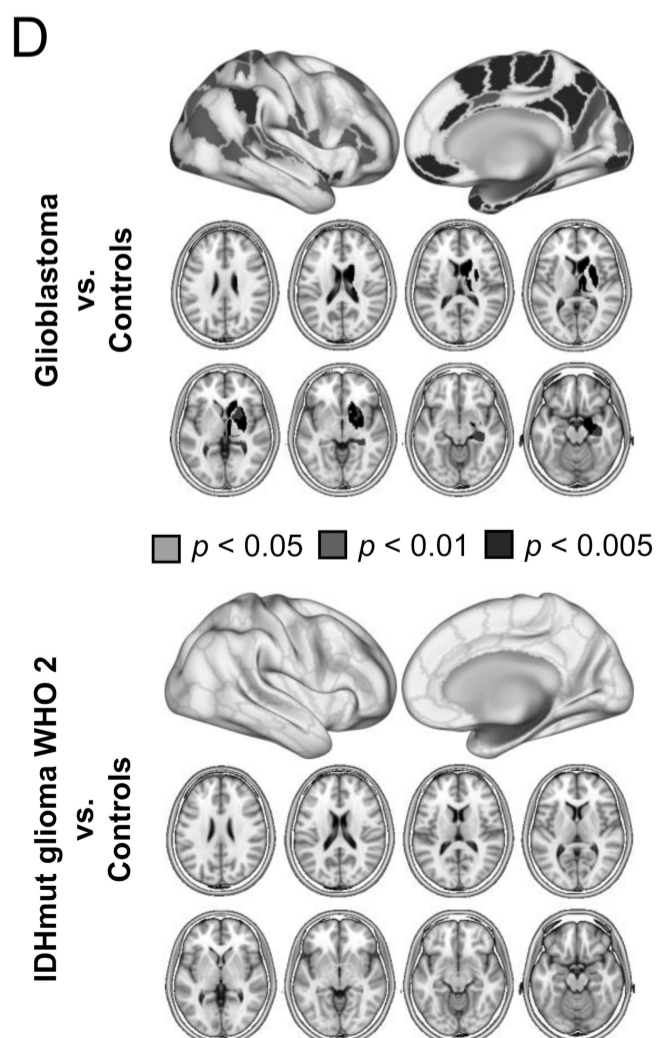 D
Glioblastoma
vs.
Controls
p < 0.05 p < 0.01 p < 0.005
IDHmut glioma WHO 2
vs.
Controls